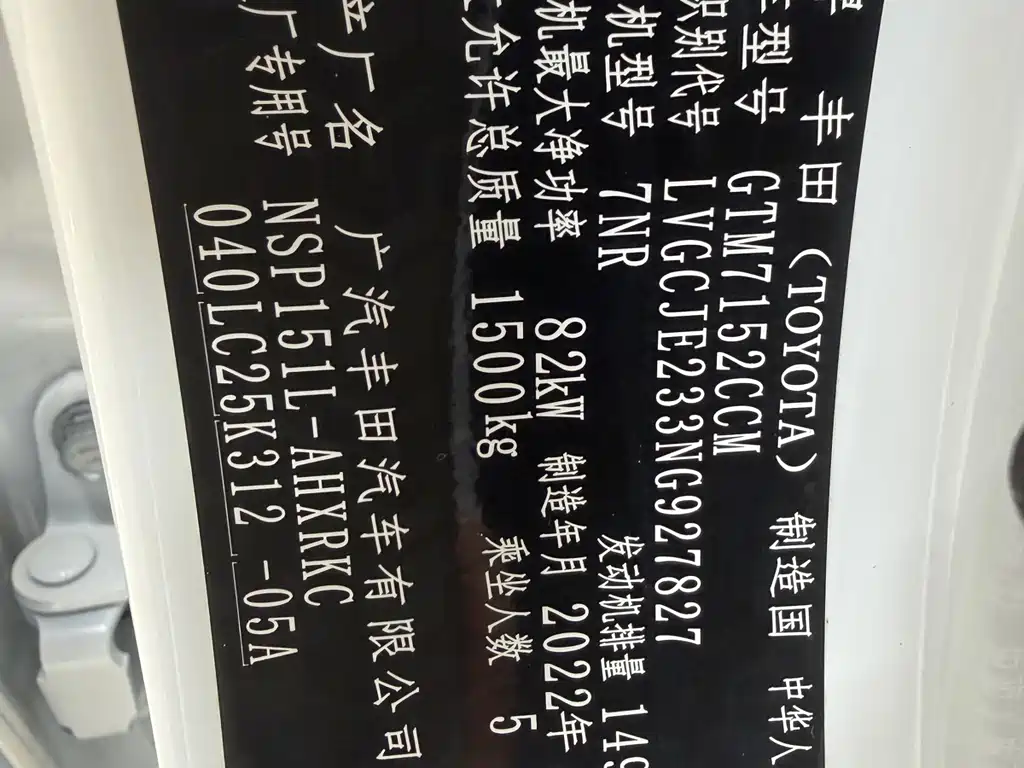 丰田 (TOYOTA) 制造国 中华人
型号 GTM7152CCM
识别代号 LVGCJE233NG927827
机型号 7NR 发动机排量 149
机最大净功率 82kW 制造年月 2022年
允许总质量 1500kg 乘坐人数 5
厂名 广汽丰田汽车有限公司
厂专用号 NSP151L-AHXRKC
040LC25K312 -05A